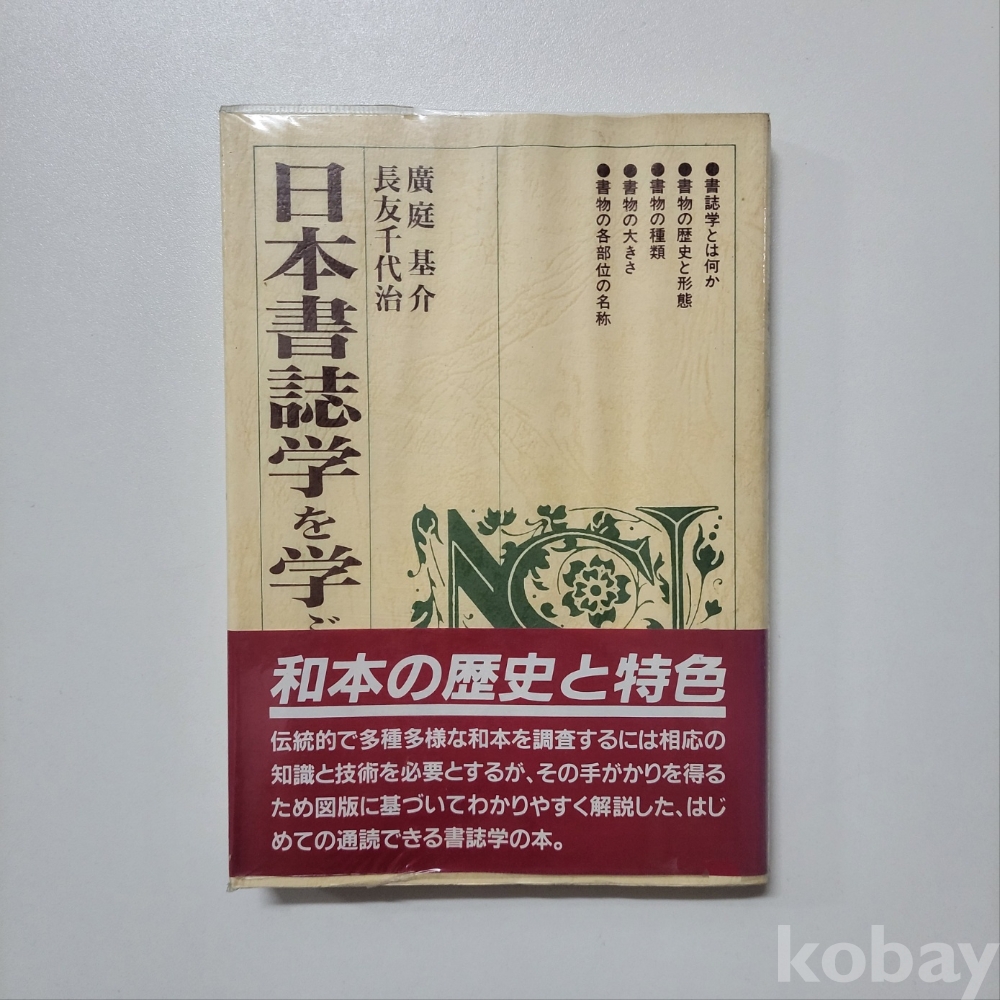 ●書誌学とは何か
●書物の歴史と形態
●書物の種類
●書物の大きさ
●書物の各部位の名称
廣庭 基介
長友千代治
日本書誌学を学ぶ
和本の歴史と特色
伝統的で多種多様な和本を調査するには相応の
知識と技術を必要とするが、その手がかりを得る
ため図版に基づいてわかりやすく解説した、はじ
めての通読できる書誌学の本。
kobay